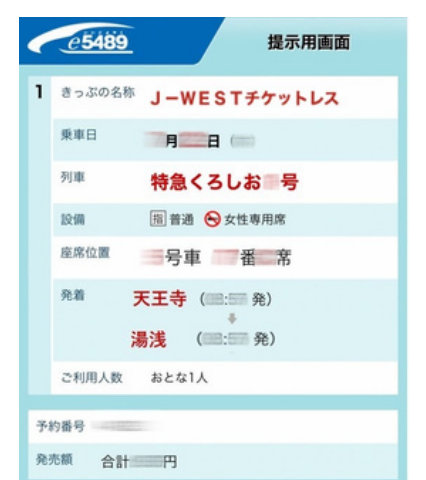 e5489
提示用画面
1 きっぷの名称 J-WESTチケットレス
乗車日 月 日
列車 特急くろしお 号
設備 指 普通 女性専用席
座席位置 号車 番 席
発着 天王寺 ( : 発)
湯浅 ( : 発)
ご利用人数 おとな1人
予約番号
発売額 合計 円